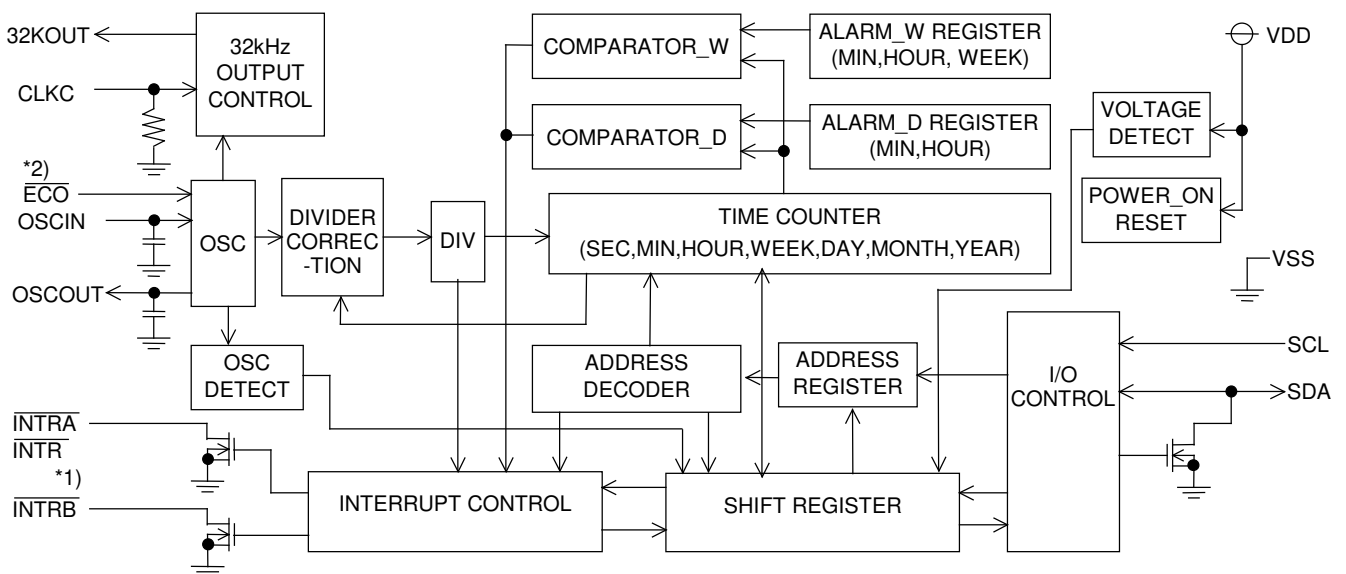 32KOUT
32kHz
OUTPUT
CONTROL
CLKC
COMPARATOR_W
ALARM_W REGISTER
(MIN,HOUR, WEEK)
VDD
COMPARATOR_D
ALARM_D REGISTER
(MIN,HOUR)
VOLTAGE
DETECT
POWER_ON
RESET
*2)
ECO
OSCIN
OSCOUT
OSC
DIVIDER
CORREC
-TION
DIV
TIME COUNTER
(SEC,MIN,HOUR,WEEK,DAY,MONTH,YEAR)
VSS
OSC
DETECT
ADDRESS
DECODER
ADDRESS
REGISTER
I/O
CONTROL
SCL
SDA
INTRA
INTR
*1)
INTRB
INTERRUPT CONTROL
SHIFT REGISTER